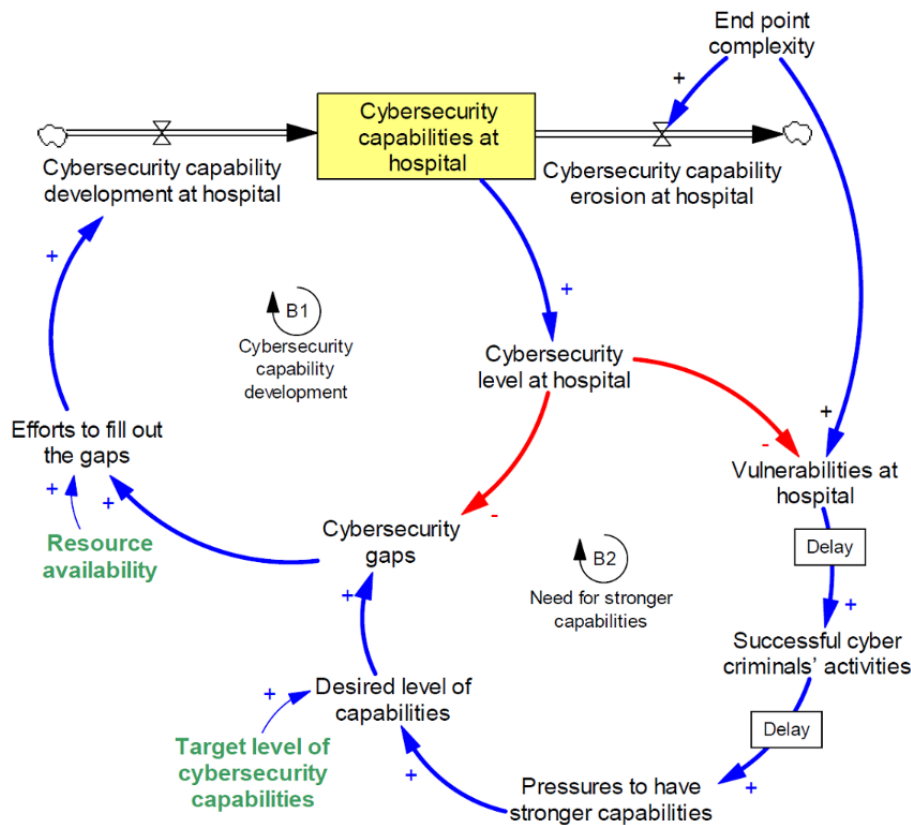 End point
complexity
+
Cybersecurity
capabilities at
hospital
Cybersecurity capability
development at hospital
Cybersecurity capability
erosion at hospital
+
+
B1
Cybersecurity
capability
development
Cybersecurity
level at hospital
+
-
Efforts to fill out
the gaps
Vulnerabilities at
hospital
+
+
-
Resource
availability
Cybersecurity
gaps
Delay
B2
Need for stronger
capabilities
+
+
Successful cyber
criminals' activities
+
Desired level of
capabilities
Delay
Target level of
cybersecurity
capabilities
+
Pressures to have
stronger capabilities
+